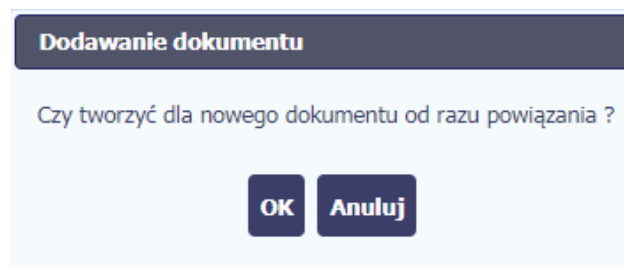 Dodawanie dokumentu
Czy tworzyć dla nowego dokumentu od razu powiązania ?
OK Anuluj